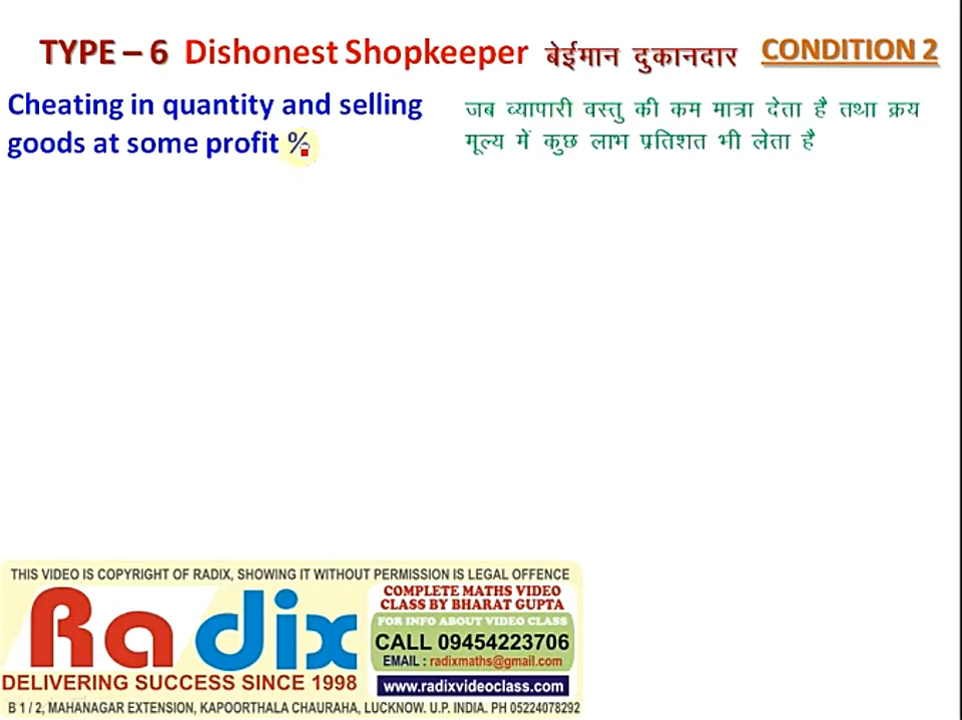 TYPE – 6 Dishonest Shopkeeper बेईमान दुकानदार CONDITION 2
Cheating in quantity and selling
goods at some profit %
जब व्यापारी वस्तु की कम मात्रा देता है तथा क्रय
मूल्य में कुछ लाभ प्रतिशत भी लेता है
THIS VIDEO IS COPYRIGHT OF RADIX, SHOWING IT WITHOUT PERMISSION IS LEGAL OFFENCE
Radix
DELIVERING SUCCESS SINCE 1998
COMPLETE MATHS VIDEO
CLASS BY BHARAT GUPTA
FOR INFO ABOUT VIDEO CLASS
CALL 09454223706
EMAIL : radixmaths@gmail.com
www.radixvideoclass.com
B 1 / 2, MAHANAGAR EXTENSION, KAPOORTHALA CHAURAHA, LUCKNOW. U.P. INDIA. PH 05224078292